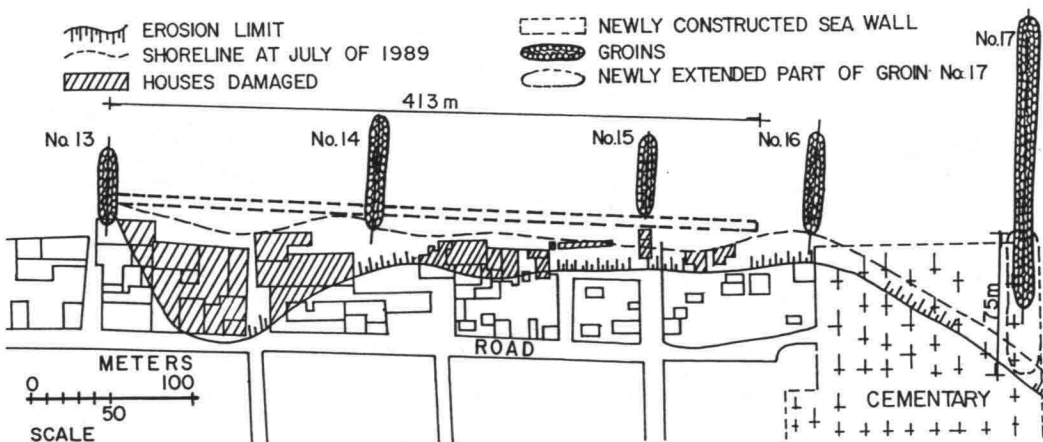 EROSION LIMIT
SHORELINE AT JULY OF 1989
HOUSES DAMAGED
NEWLY CONSTRUCTED SEA WALL
GROINS
NEWLY EXTENDED PART OF GROIN No.17
No.17
413 m
No. 13
No.14
No.15
No.16
75m
ROAD
METERS
0 100
50
SCALE
CEMENTARY